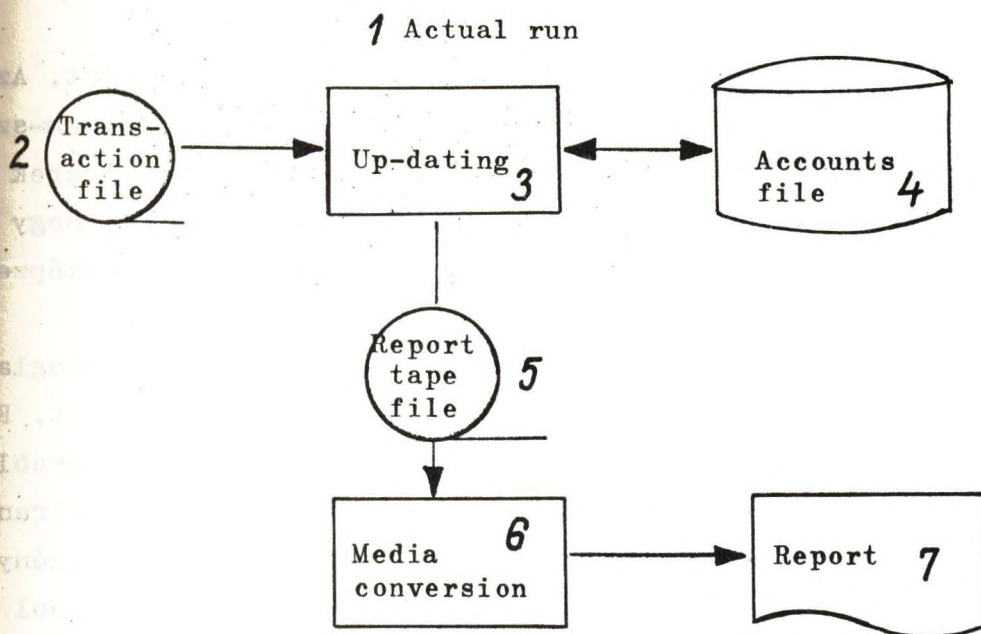 1 Actual run
2 Trans-
action
file
Up-dating 3
Accounts
file 4
Report
tape
file
5
6
Media
conversion
Report 7